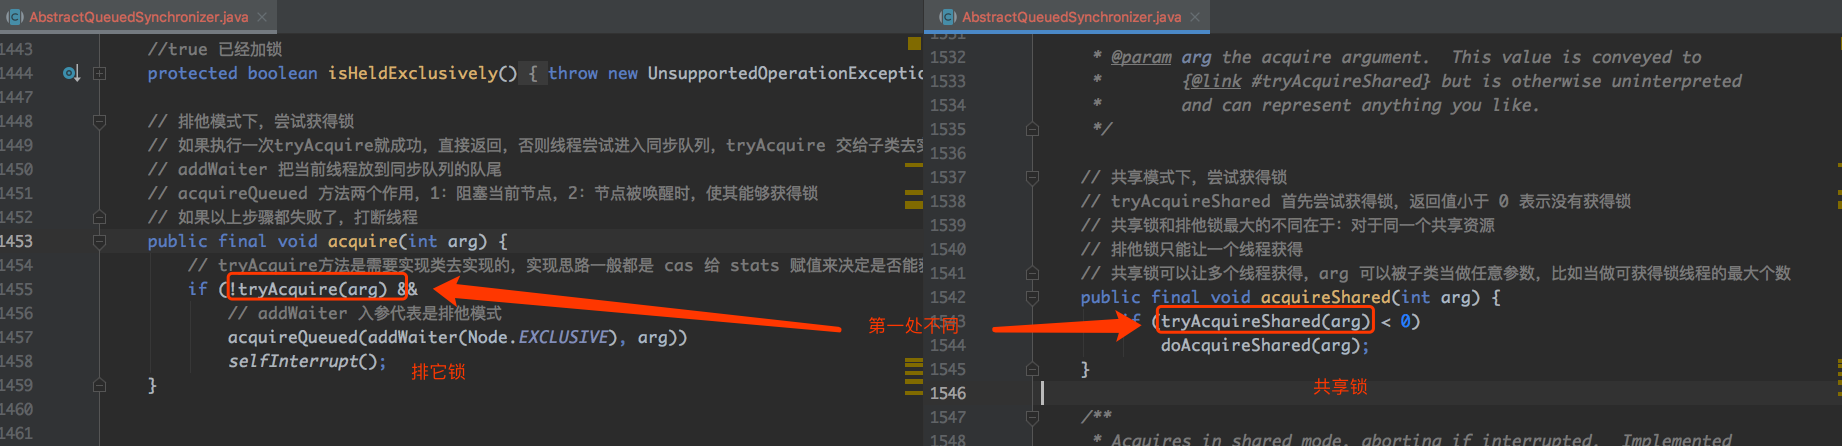 AbstractQueuedSynchronizer.java
1443 //true 已经加锁
1444 protected boolean isHeldExclusively() { throw new UnsupportedOperationExceptio
1447
1448 // 排他模式下，尝试获得锁
1449 // 如果执行一次tryAcquire就成功，直接返回，否则线程尝试进入同步队列，tryAcquire 交给子类去
1450 // addWaiter 把当前线程放到同步队列的队尾
1451 // acquireQueued 方法两个作用，1：阻塞当前节点，2：节点被唤醒时，使其能够获得锁
1452 // 如果以上步骤都失败了，打断线程
1453 public final void acquire(int arg) {
1454 // tryAcquire方法是需要实现类去实现的，实现思路一般都是 cas 给 stats 赋值来决定是否能
1455 if (!tryAcquire(arg) &&
1456 // addWaiter 入参代表是排他模式
1457 acquireQueued(addWaiter(Node.EXCLUSIVE), arg))
1458 selfInterrupt();
排它锁
1459 }
1460
1461
第一处不同
AbstractQueuedSynchronizer.java
1531
1532 * @param arg the acquire argument.  This value is conveyed to
1533 *        {@link #tryAcquireShared} but is otherwise uninterpreted
1534 *        and can represent anything you like.
1535 */
1536
1537 // 共享模式下，尝试获得锁
1538 // tryAcquireShared 首先尝试获得锁，返回值小于 0 表示没有获得锁
1539 // 共享锁和排他锁最大的不同在于：对于同一个共享资源
1540 // 排他锁只能让一个线程获得
1541 // 共享锁可以让多个线程获得，arg 可以被子类当做任意参数，比如当做可获得锁线程的最大个数
1542 public final void acquireShared(int arg) {
1543 if (tryAcquireShared(arg) < 0)
1544 doAcquireShared(arg);
1545 }
共享锁
1546
1547 /**
1548 * Acquires in shared mode, aborting if interrupted.  Implemented